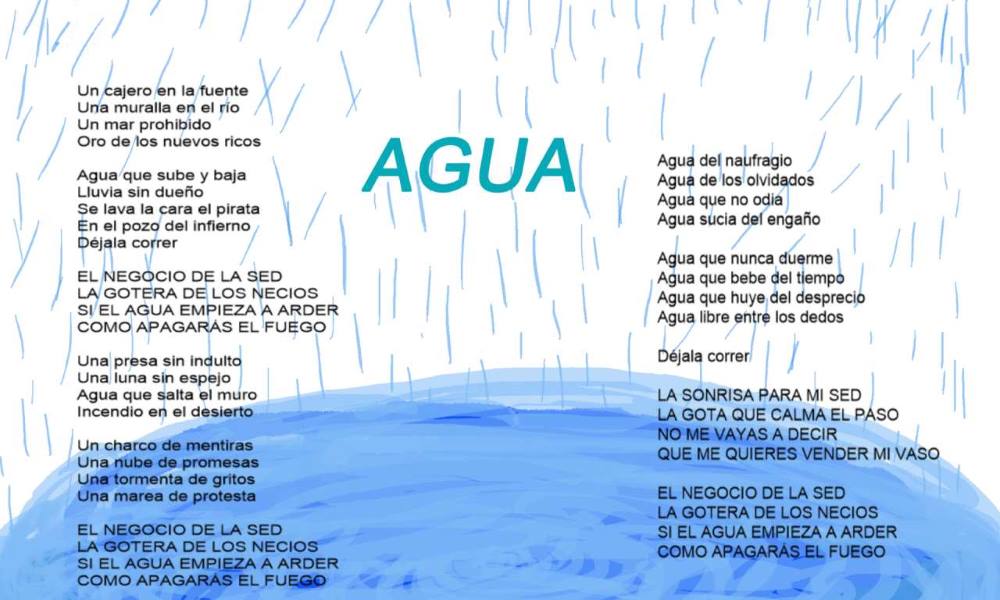 AGUA
Un cajero en la fuente
Una muralla en el río
Un mar prohibido
Oro de los nuevos ricos
Agua que sube y baja
Lluvia sin dueño
Se lava la cara el pirata
En el pozo del infierno
Déjala correr
EL NEGOCIO DE LA SED
LA GOTERA DE LOS NECIOS
SI EL AGUA EMPIEZA A ARDER
COMO APAGARÁS EL FUEGO
Una presa sin indulto
Una luna sin espejo
Agua que salta el muro
Incendio en el desierto
Un charco de mentiras
Una nube de promesas
Una tormenta de gritos
Una marea de protesta
EL NEGOCIO DE LA SED
LA GOTERA DE LOS NECIOS
SI EL AGUA EMPIEZA A ARDER
COMO APAGARÁS EL FUEGO
Agua del naufragio
Agua de los olvidados
Agua que no odia
Agua sucia del engaño
Agua que nunca duerme
Agua que bebe del tiempo
Agua que huye del desprecio
Agua libre entre los dedos
Déjala correr
LA SONRISA PARA MI SED
LA GOTA QUE CALMA EL PASO
NO ME VAYAS A DECIR
QUE ME QUIERES VENDER MI VASO
EL NEGOCIO DE LA SED
LA GOTERA DE LOS NECIOS
SI EL AGUA EMPIEZA A ARDER
COMO APAGARÁS EL FUEGO